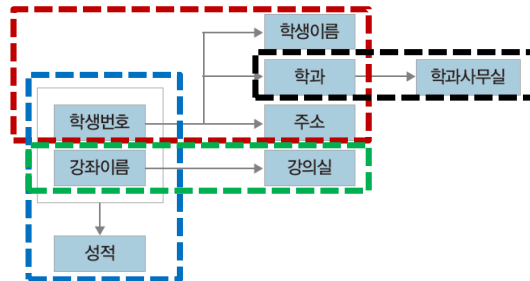 학생이름
학과 학과사무실
학생번호 주소
강좌이름 강의실
성적